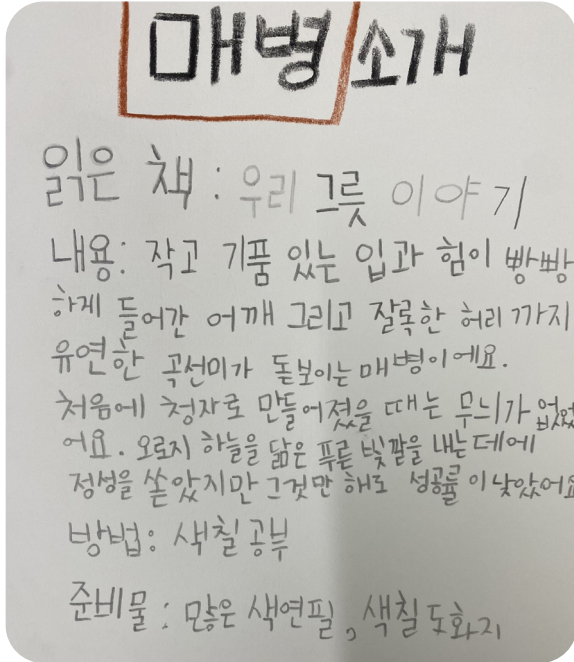 매병 소개
읽은 책 : 우리 그릇 이야기
내용: 작고 기품 있는 입과 힘이 빵빵
하게 들어간 어깨 그리고 잘록한 허리까지
유연한 곡선미가 돋보이는 매병이에요.
처음에 청자로 만들어졌을 때는 무늬가 없었
어요. 오로지 하늘을 닮은 푸른 빛깔을 내는데에
정성을 쏟았지만 그것만 해도 성공률이 낮았어요
방법: 색칠공부
준비물 : 많은 색연필, 색칠 도화지